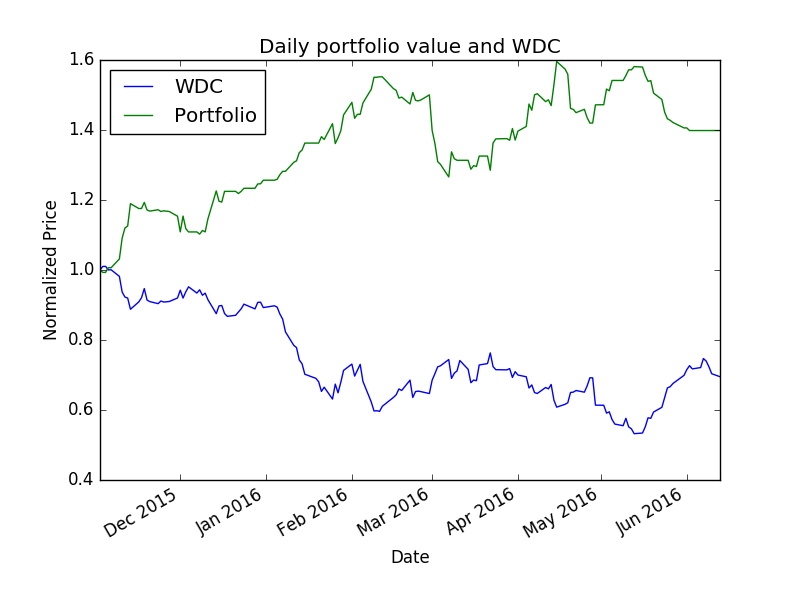 Daily portfolio value and WDC
WDC
Portfolio
1.6
1.4
1.2
1.0
0.8
0.6
0.4
Normalized Price
Dec 2015
Jan 2016
Feb 2016
Mar 2016
Apr 2016
May 2016
Jun 2016
Date